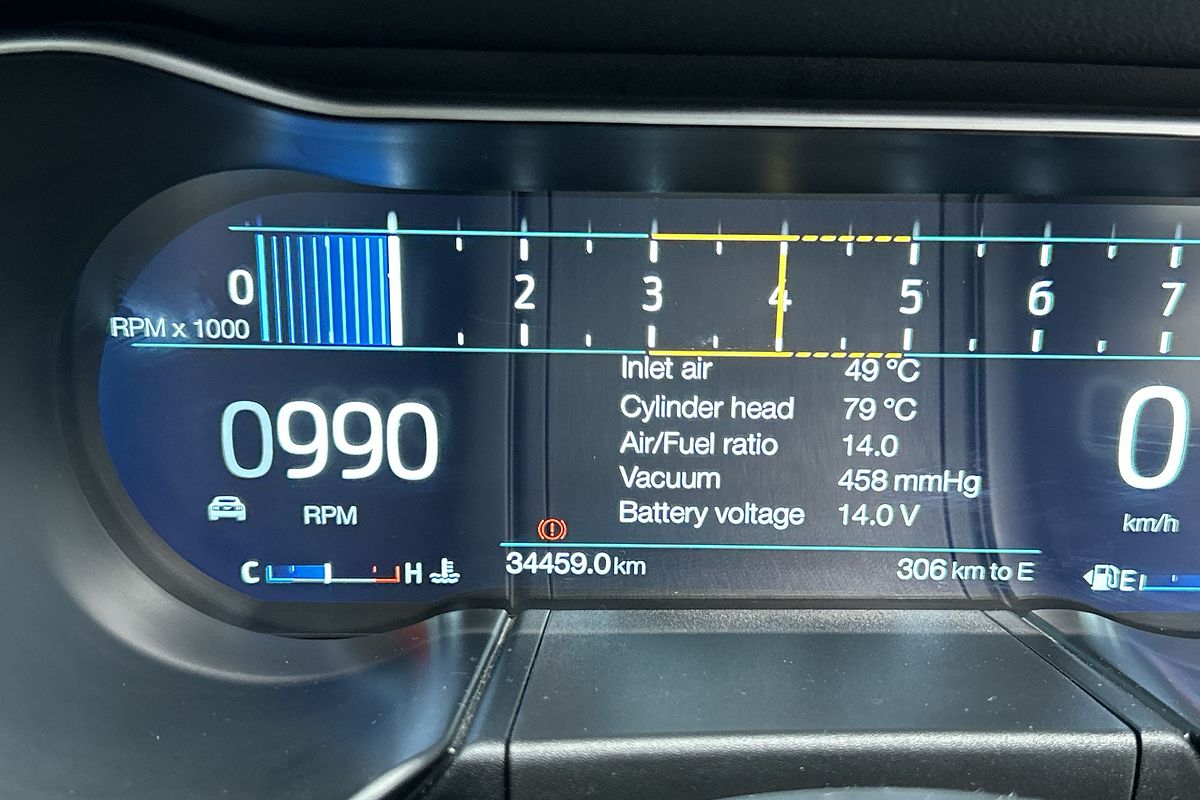 0 2 3 4 5 6 7
RPM x 1000
Inlet air 49 °C
Cylinder head 79 °C
Air/Fuel ratio 14.0
Vacuum 458 mmHg
Battery voltage 14.0 V
0990
RPM
0
km/h
C H
34459.0 km
306 km to E
E